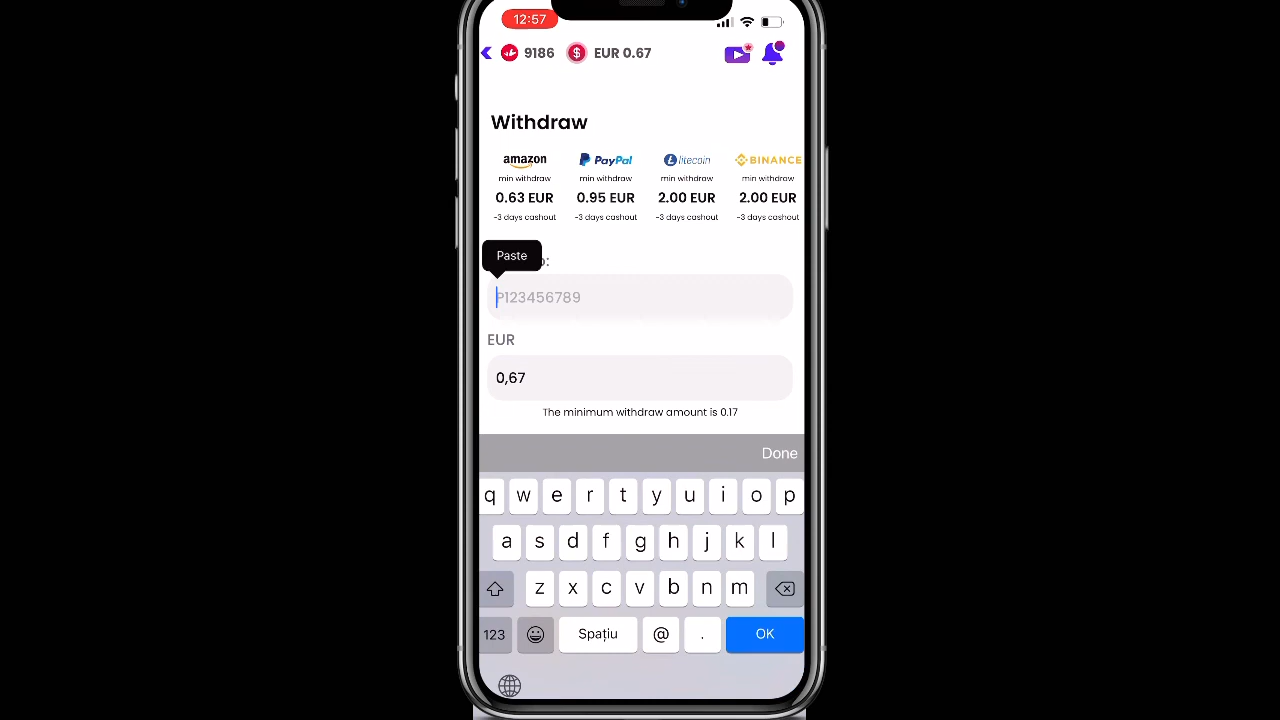 12:57
9186 $ EUR 0.67
Withdraw
amazon PayPal litecoin BINANCE
min withdraw min withdraw min withdraw min withdraw
0.63 EUR 0.95 EUR 2.00 EUR 2.00 EUR
~3 days cashout ~3 days cashout ~3 days cashout ~3 days cashout
Paste
P123456789
EUR
0,67
The minimum withdraw amount is 0.17
Done
q w e r t y u i o p
a s d f g h j k l
z x c v b n m
123 Spațiu @ . OK